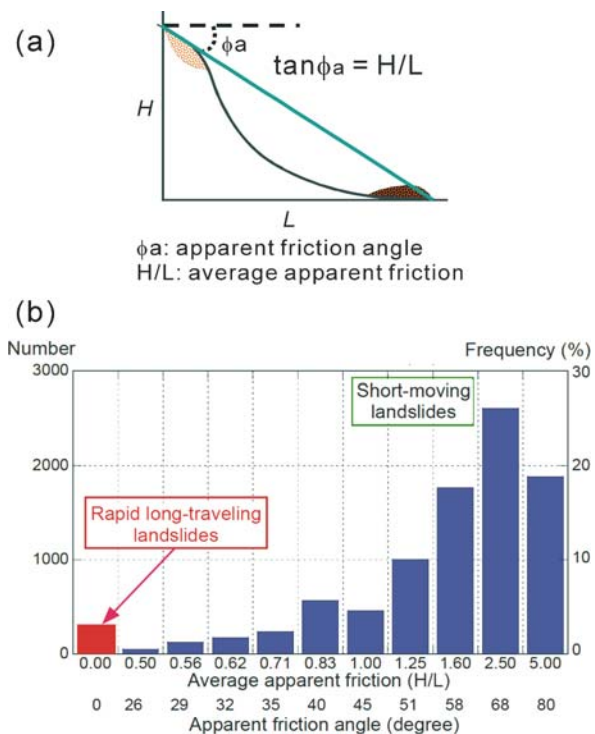 (a)
ϕa
tanϕa = H/L
H
L
ϕa: apparent friction angle
H/L: average apparent friction
(b)
Number Frequency (%)
3000 30
Short-moving
landslides
2000 20
Rapid long-traveling
landslides
1000 10
0 0
0.00 0.50 0.56 0.62 0.71 0.83 1.00 1.25 1.60 2.50 5.00
Average apparent friction (H/L)
0 26 29 32 35 40 45 51 58 68 80
Apparent friction angle (degree)